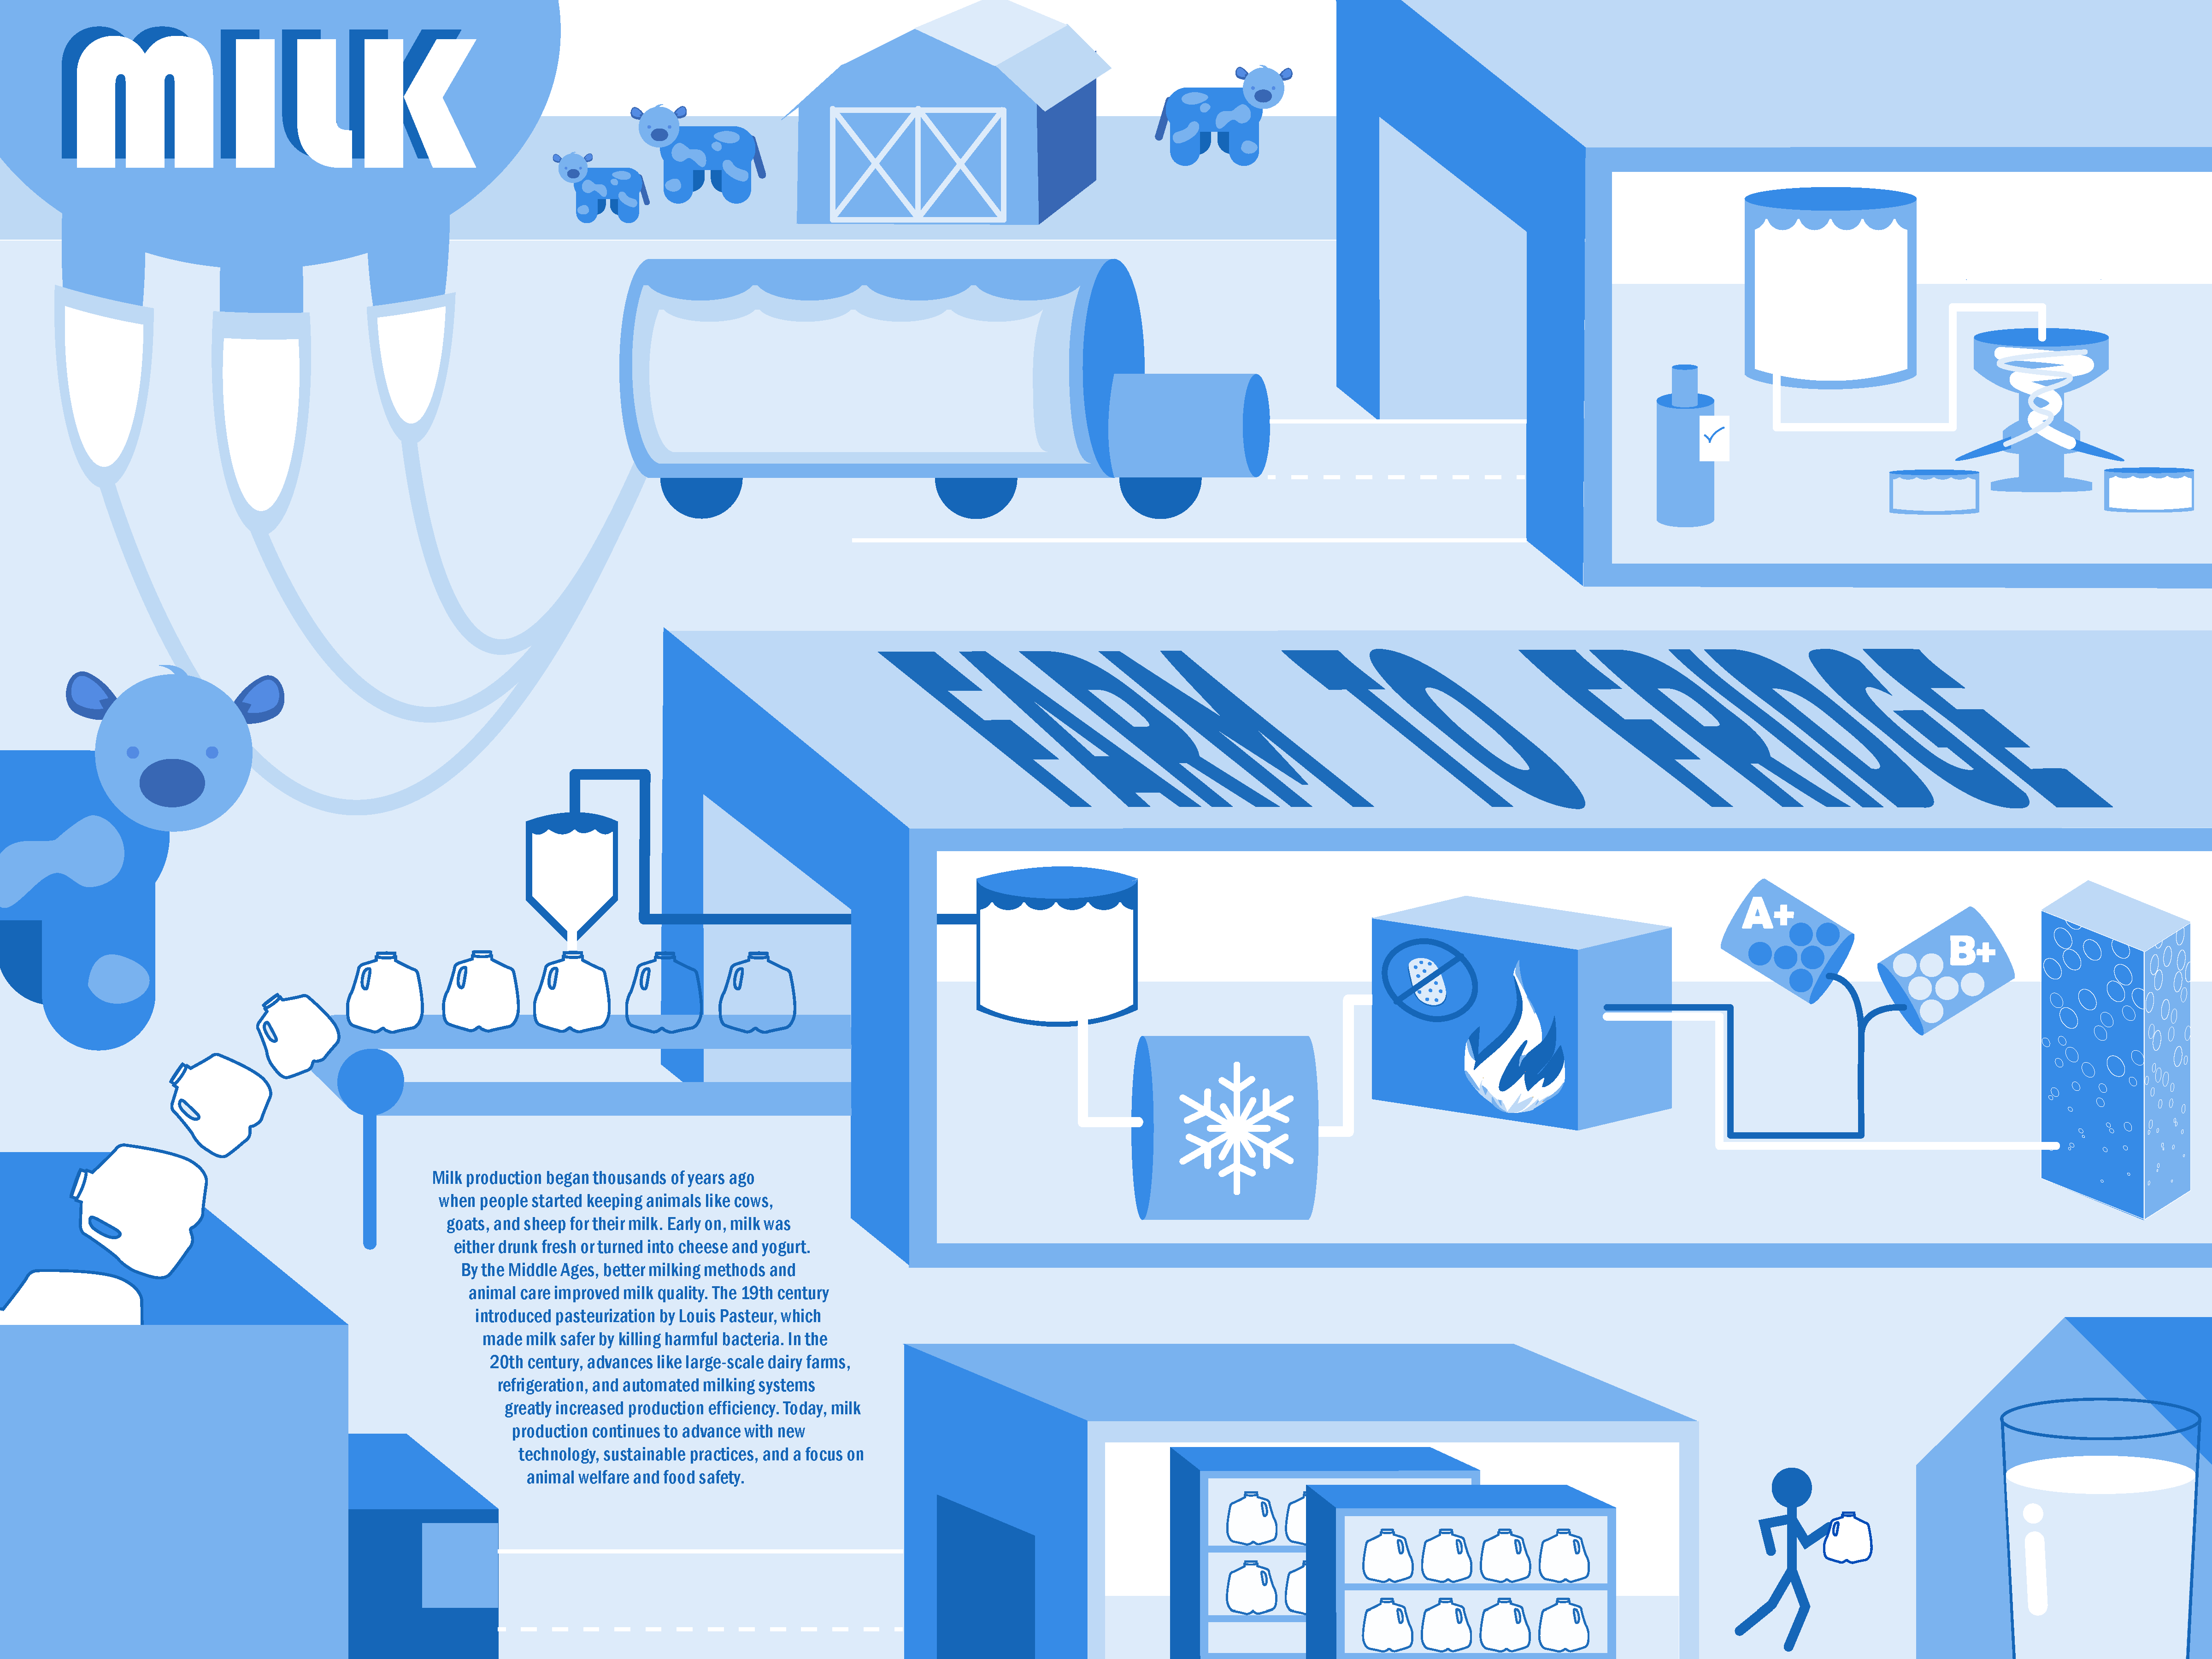 MILK
FARM TO FRIDGE
A+
B+
Milk production began thousands of years ago
when people started keeping animals like cows,
goats, and sheep for their milk. Early on, milk was
either drunk fresh or turned into cheese and yogurt.
By the Middle Ages, better milking methods and
animal care improved milk quality. The 19th century
introduced pasteurization by Louis Pasteur, which
made milk safer by killing harmful bacteria. In the
20th century, advances like large-scale dairy farms,
refrigeration, and automated milking systems
greatly increased production efficiency. Today, milk
production continues to advance with new
technology, sustainable practices, and a focus on
animal welfare and food safety.